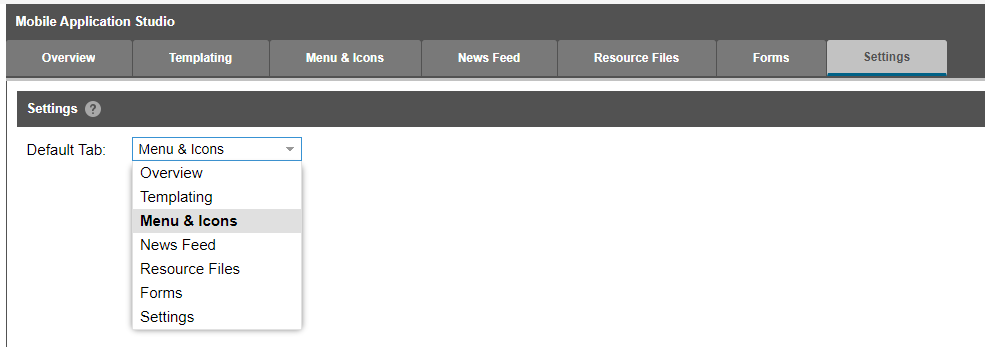 Mobile Application Studio
Overview Templating Menu & Icons News Feed Resource Files Forms Settings
Settings ?
Default Tab: Menu & Icons
Overview
Templating
Menu & Icons
News Feed
Resource Files
Forms
Settings